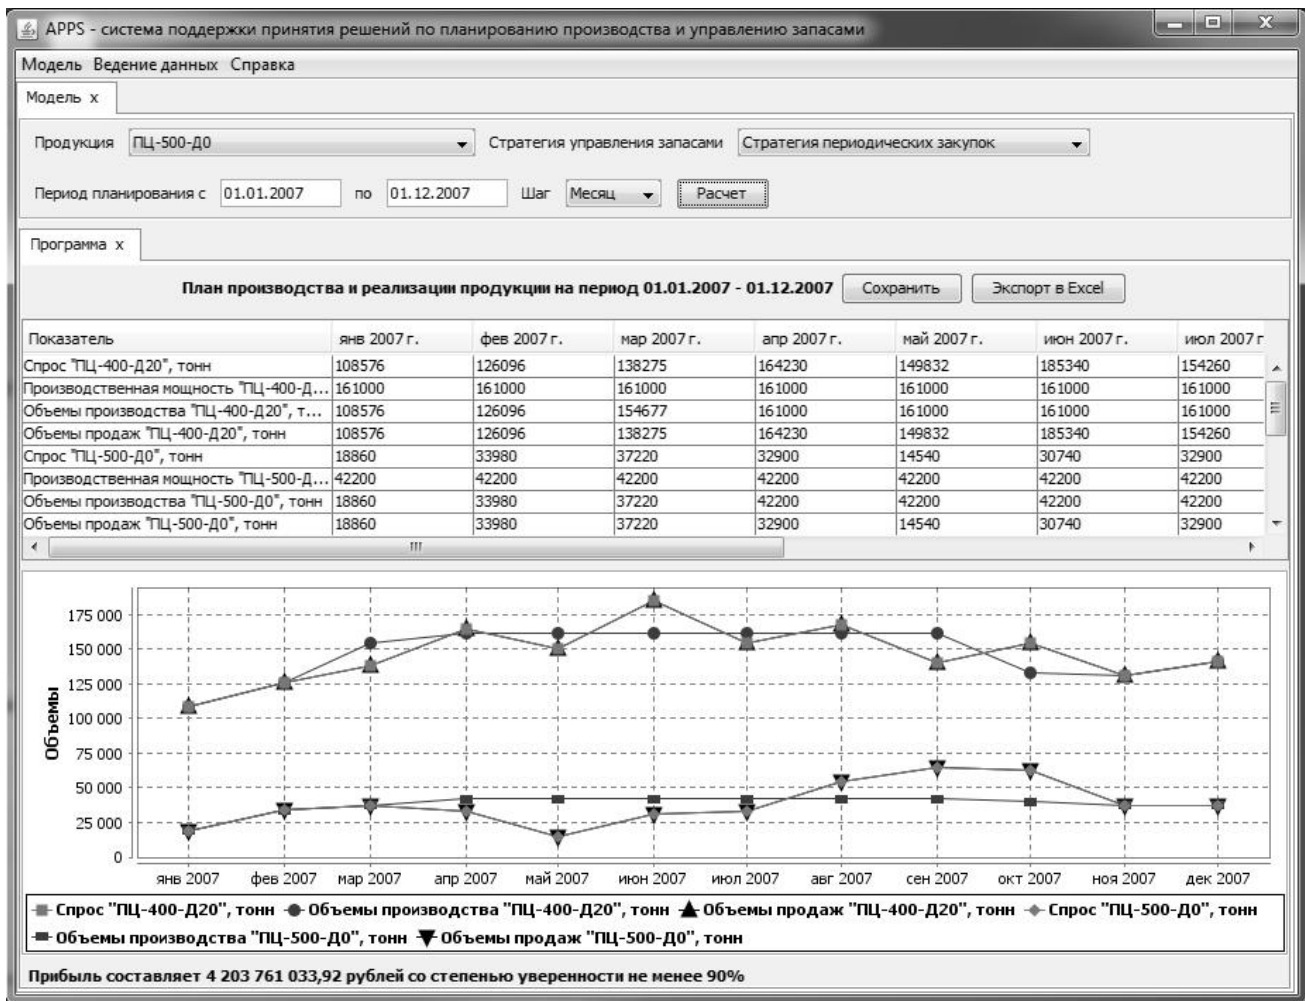 APPS - система поддержки принятия решений по планированию производства и управлению запасами
Модель Ведение данных Справка
Модель x
Продукция ПЦ-500-Д0 Стратегия управления запасами Стратегия периодических закупок
Период планирования с 01.01.2007 по 01.12.2007 Шаг Месяц Расчет
Программа x
План производства и реализации продукции на период 01.01.2007 - 01.12.2007 Сохранить Экспорт в Excel
Показатель янв 2007 г. фев 2007 г. мар 2007 г. апр 2007 г. май 2007 г. июн 2007 г. июл 2007 г
Спрос "ПЦ-400-Д20", тонн 108576 126096 138275 164230 149832 185340 154260
Производственная мощность "ПЦ-400-Д... 161000 161000 161000 161000 161000 161000 161000
Объемы производства "ПЦ-400-Д20", т... 108576 126096 154677 161000 161000 161000 161000
Объемы продаж "ПЦ-400-Д20", тонн 108576 126096 138275 164230 149832 185340 154260
Спрос "ПЦ-500-Д0", тонн 18860 33980 37220 32900 14540 30740 32900
Производственная мощность "ПЦ-500-Д... 42200 42200 42200 42200 42200 42200 42200
Объемы производства "ПЦ-500-Д0", тонн 18860 33980 37220 42200 42200 42200 42200
Объемы продаж "ПЦ-500-Д0", тонн 18860 33980 37220 32900 14540 30740 32900
Объемы
175 000
150 000
125 000
100 000
75 000
50 000
25 000
0
янв 2007 фев 2007 мар 2007 апр 2007 май 2007 июн 2007 июл 2007 авг 2007 сен 2007 окт 2007 ноя 2007 дек 2007
Спрос "ПЦ-400-Д20", тонн Объемы производства "ПЦ-400-Д20", тонн Объемы продаж "ПЦ-400-Д20", тонн Спрос "ПЦ-500-Д0", тонн
Объемы производства "ПЦ-500-Д0", тонн Объемы продаж "ПЦ-500-Д0", тонн
Прибыль составляет 4 203 761 033,92 рублей со степенью уверенности не менее 90%